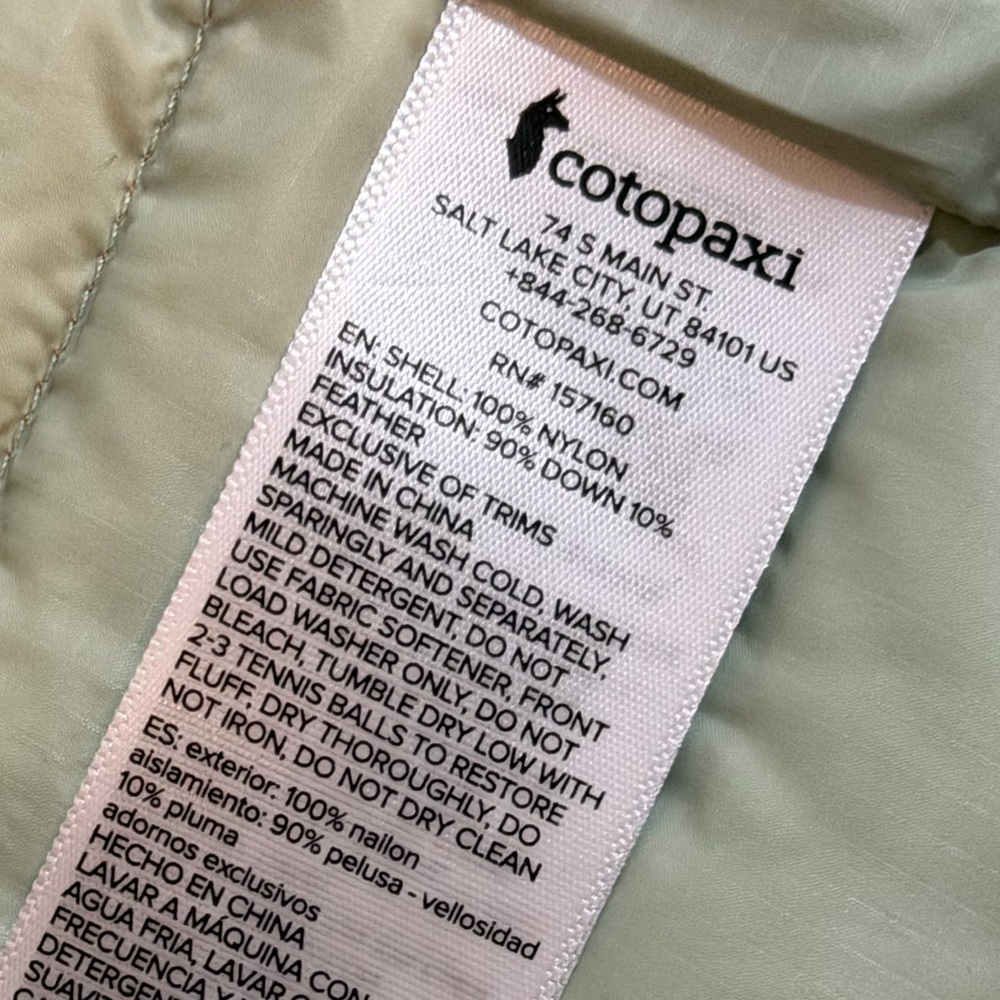 cotopaxi
74 S MAIN ST.
SALT LAKE CITY, UT 84101 US
+844-268-6729
COTOPAXI.COM
RN# 157160
EN: SHELL: 100% NYLON
INSULATION: 90% DOWN 10%
FEATHER
EXCLUSIVE OF TRIMS
MADE IN CHINA
MACHINE WASH COLD, WASH
SPARINGLY AND SEPARATELY,
MILD DETERGENT, DO NOT
USE FABRIC SOFTENER, FRONT
LOAD WASHER ONLY, DO NOT
BLEACH, TUMBLE DRY LOW WITH
2-3 TENNIS BALLS TO RESTORE
FLUFF, DRY THOROUGHLY, DO
NOT IRON, DO NOT DRY CLEAN
ES: exterior: 100% nailon
aislamiento: 90% pelusa - vellosidad
10% pluma
adornos exclusivos
HECHO EN CHINA
LAVAR A MÁQUINA CON
AGUA FRIA, LAVAR
FRECUENCIA Y